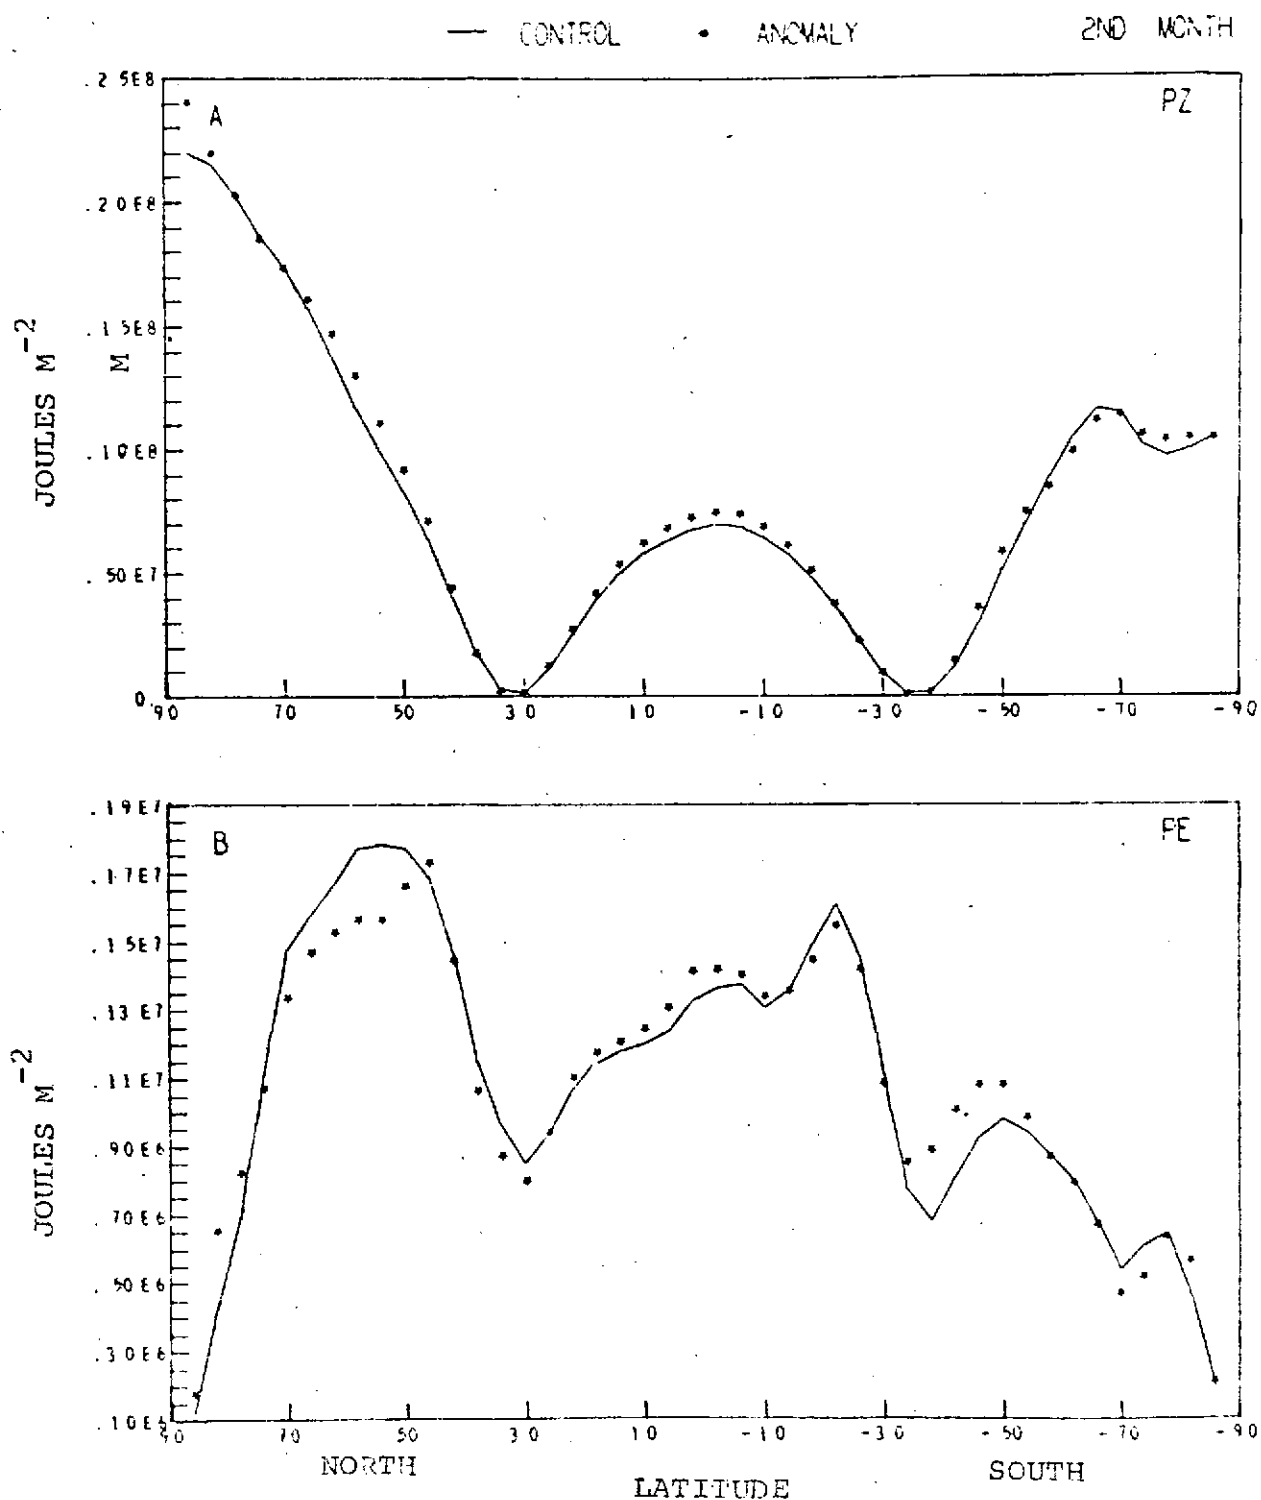 — CONTROL • ANOMALY 2ND MONTH
.25E8
A
PZ
.20E8
.15E8
.10E8
.50E7
0.
JOULES M-2
M
90 70 50 30 10 -10 -30 -50 -70 -90
.19E7
B
PE
.17E7
.15E7
.13E7
.11E7
.90E6
.70E6
.50E6
.30E6
.10E6
JOULES M-2
90 70 50 30 10 -10 -30 -50 -70 -90
NORTH
LATITUDE
SOUTH